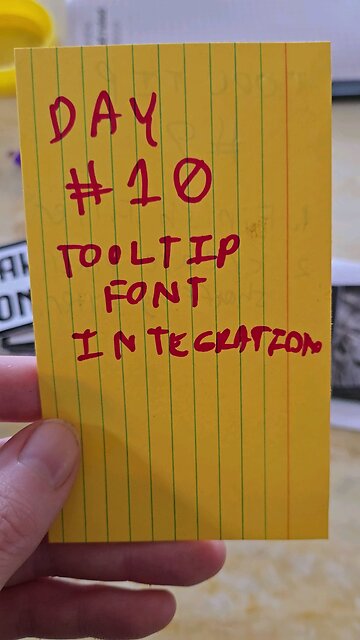 DAY
#10
TOOLTIP
FONT
INTEGRATION